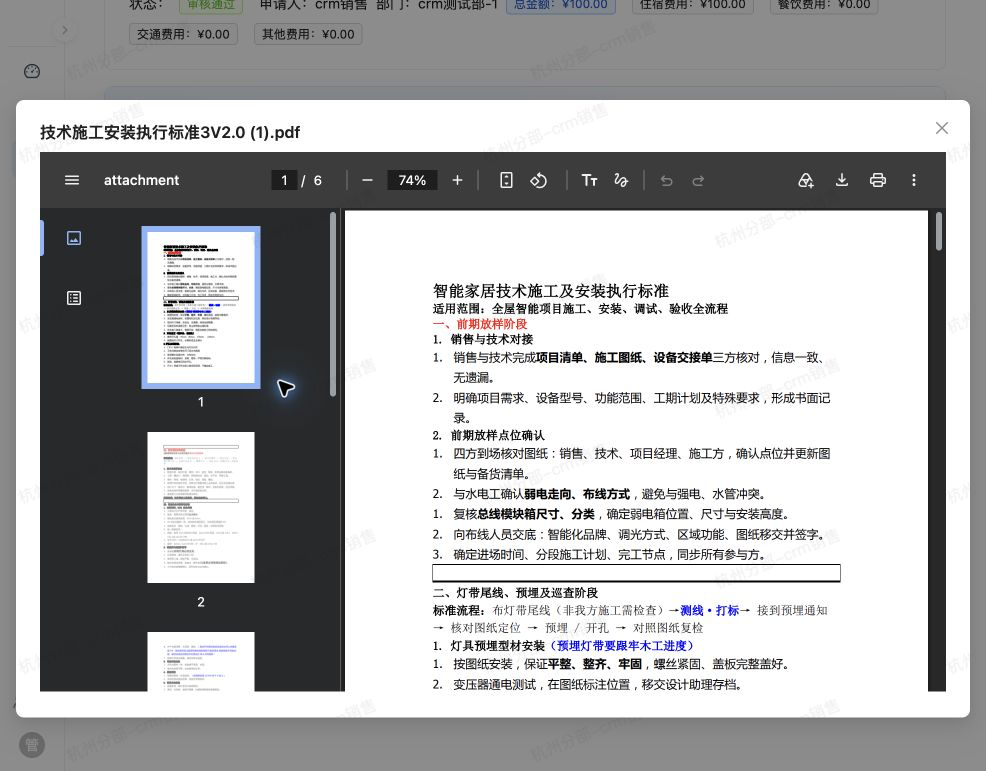 状态： 审核通过 申请人：crm销售 部门：crm测试部-1 总金额：¥100.00 住宿费用：¥100.00 餐饮费用：¥0.00
交通费用：¥0.00 其他费用：¥0.00
技术施工安装执行标准3V2.0 (1).pdf
attachment 1 / 6 74%
1
2
智能家居技术施工及安装执行标准
适用范围：全屋智能项目施工、安装、调试、验收全流程
一、前期放样阶段
1. 销售与技术对接
1. 销售与技术完成项目清单、施工图纸、设备交接单三方核对，信息一致、
无遗漏。
2. 明确项目需求、设备型号、功能范围、工期计划及特殊要求，形成书面记
录。
2. 前期放样点位确认
1. 四方到场核对图纸：销售、技术、项目经理、施工方，确认点位并更新图
纸与备货清单。
2. 与水电工确认弱电走向、布线方式，避免与强电、水管冲突。
1. 复核总线模块箱尺寸、分类，确定弱电箱位置、尺寸与安装高度。
2. 向布线人员交底：智能化品牌、调光方式、区域功能、图纸移交并签字。
3. 确定进场时间、分段施工计划、完工节点，同步所有参与方。
二、灯带尾线、预埋及巡查阶段
标准流程：布灯带尾线（非我方施工需检查）→测线·打标→ 接到预埋通知
→ 核对图纸定位 → 预埋 / 开孔 → 对照图纸复检
1. 灯具预埋型材安装（预埋灯带要跟牢木工进度）
1. 按图纸安装，保证平整、整齐、牢固，螺丝紧固、盖板完整盖好。
2. 变压器通电测试，在图纸标注位置，移交设计助理存档。
管
杭州分部-crm销售